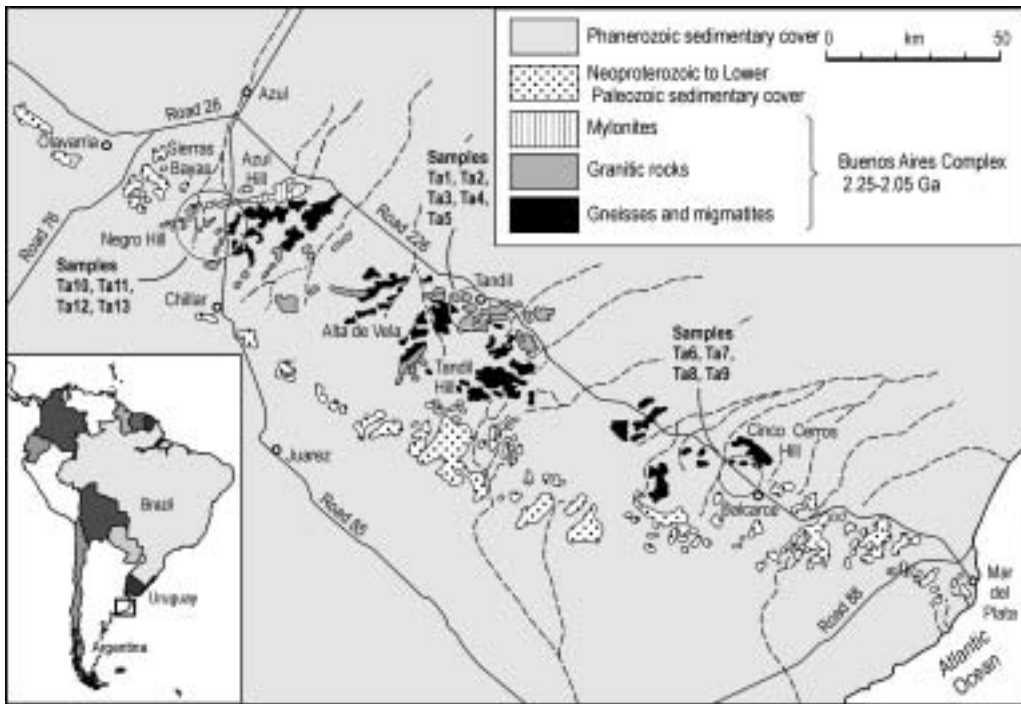 Phanerozoic sedimentary cover
0 km 50
Neoproterozoic to Lower
Paleozoic sedimentary cover
Mylonites
Granitic rocks
Gneisses and migmatites
Buenos Aires Complex
2.25-2.05 Ga
Azul
Road 26
Olavarria
Sierras
Bayas
Azul
Hill
Samples
Ta1, Ta2,
Ta3, Ta4,
Ta5
Road 76
Negro Hill
Road 226
Samples
Ta10, Ta11,
Ta12, Ta13
Chillar
Tandil
Alta de Vela
Tandil
Hill
Samples
Ta6, Ta7,
Ta8, Ta9
Cinco Cerros
Hill
Juarez
Balcarce
Road 85
Road 88
Mar
del
Plata
Atlantic
Ocean
Brazil
Uruguay
Argentina